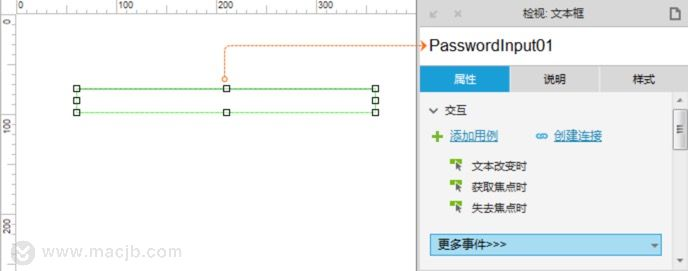 0 100 200 300
检视: 文本框
PasswordInput01
属性 说明 样式
交互
添加用例 创建连接
文本改变时
获取焦点时
失去焦点时
更多事件>>>
0
100
200
www.macjb.com